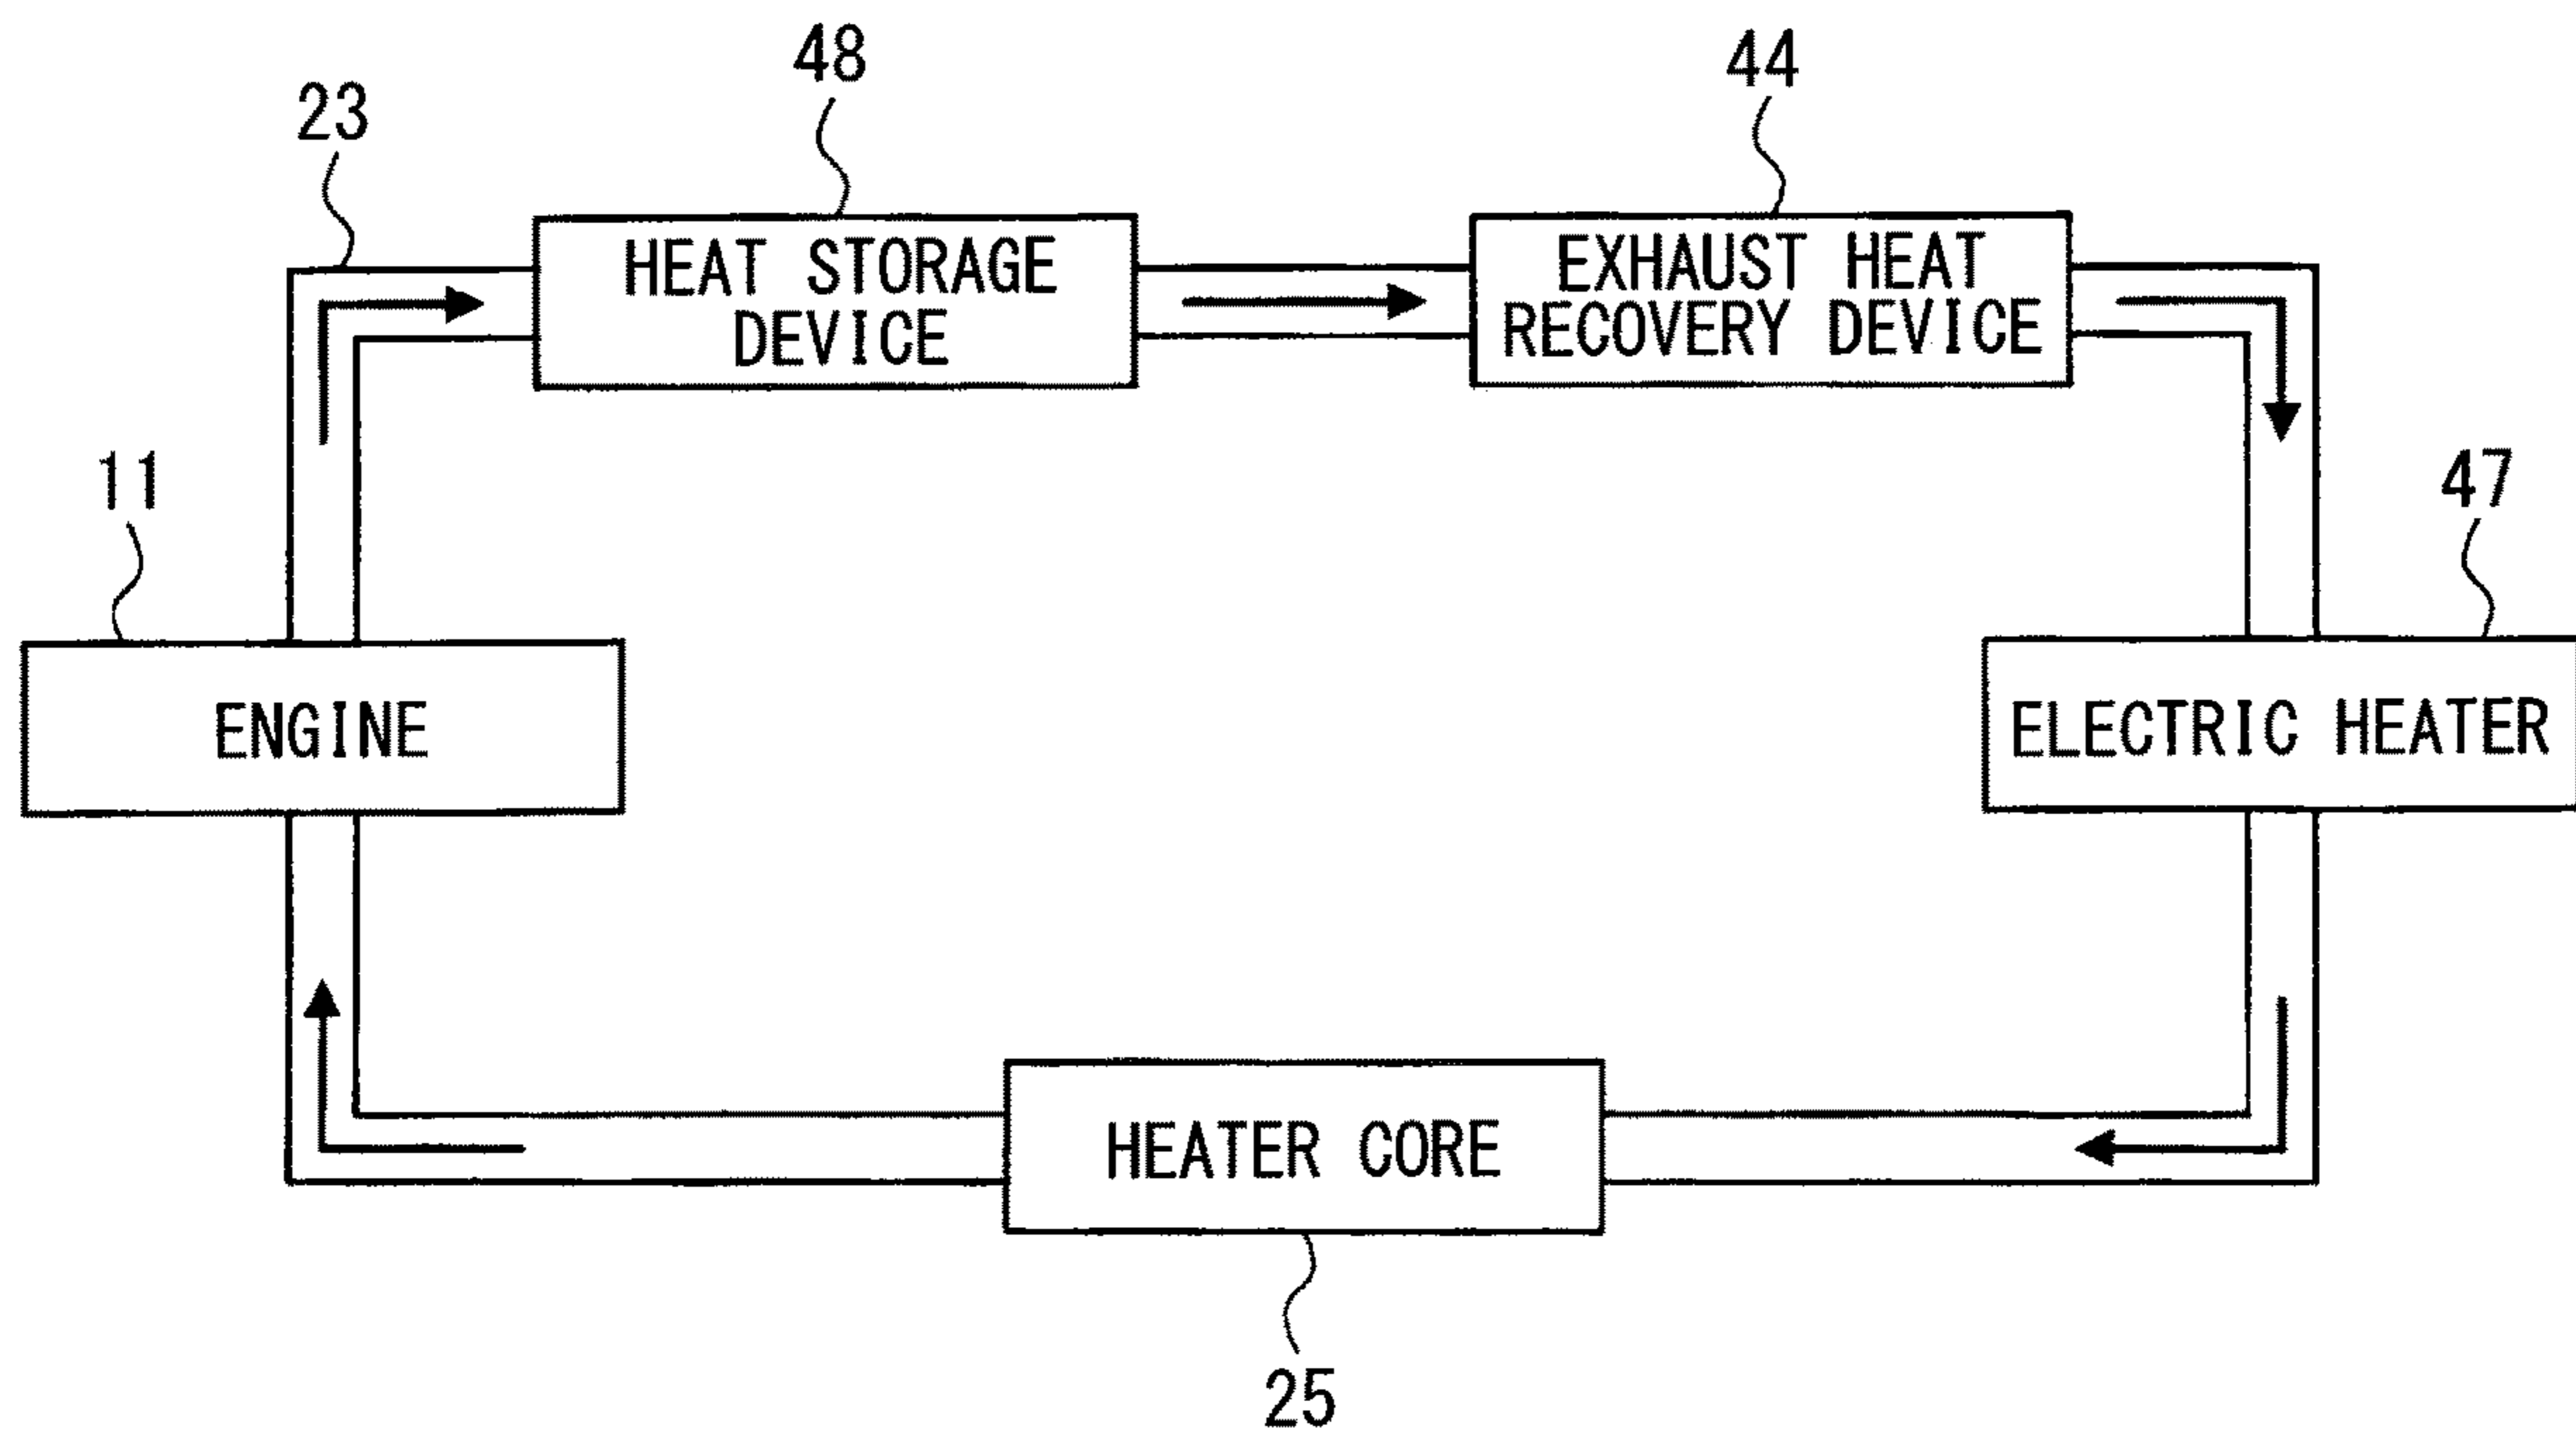 48
44
23
HEAT STORAGE
DEVICE
EXHAUST HEAT
RECOVERY DEVICE
11
47
ENGINE
ELECTRIC HEATER
HEATER CORE
25